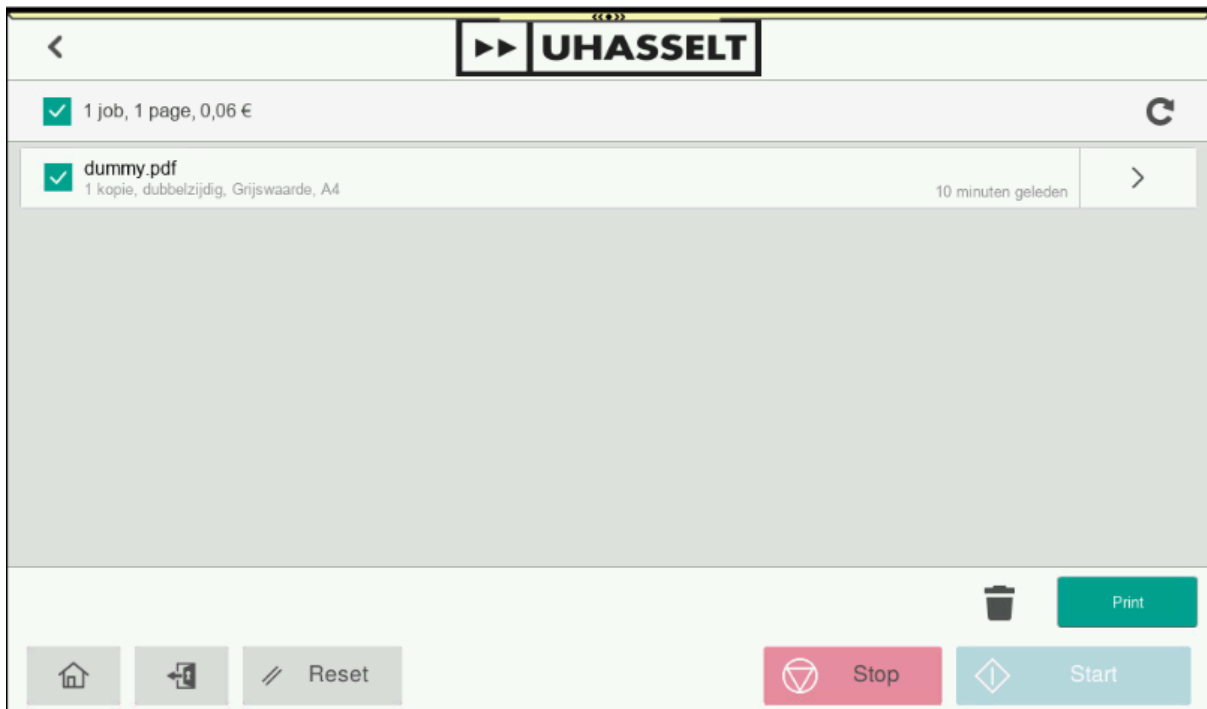 UHASSELT
1 job, 1 page, 0,06 €
dummy.pdf
1 kopie, dubbelzijdig, Grijswaarde, A4
10 minuten geleden
Print
Reset
Stop
Start